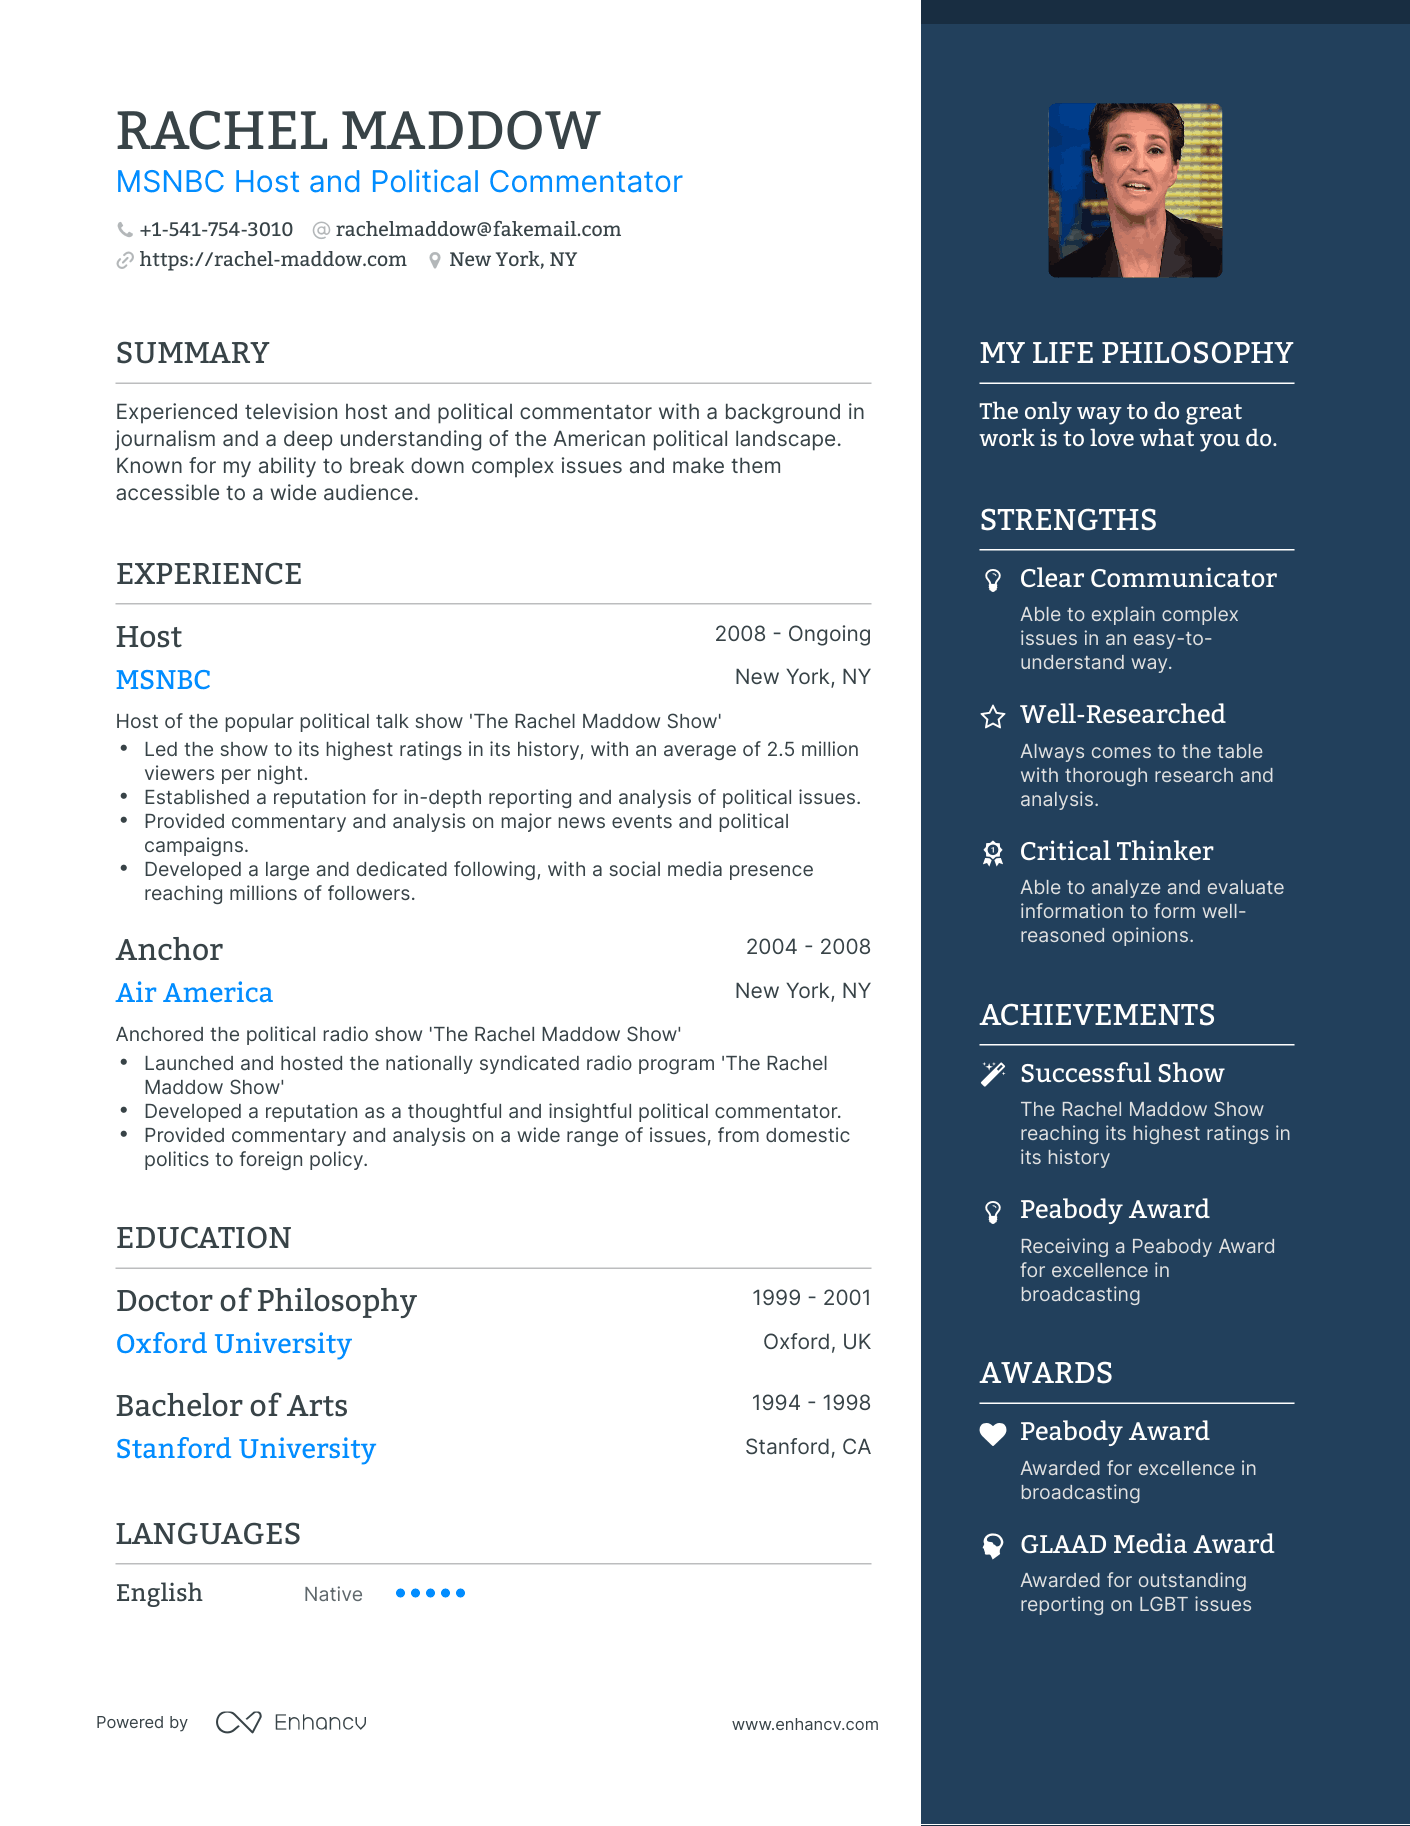 RACHEL MADDOW
MSNBC Host and Political Commentator
+1-541-754-3010 @ rachelmaddow@fakemail.com
https://rachel-maddow.com New York, NY
SUMMARY
Experienced television host and political commentator with a background in
journalism and a deep understanding of the American political landscape.
Known for my ability to break down complex issues and make them
accessible to a wide audience.
EXPERIENCE
Host 2008 - Ongoing
MSNBC New York, NY
Host of the popular political talk show 'The Rachel Maddow Show'
• Led the show to its highest ratings in its history, with an average of 2.5 million
viewers per night.
• Established a reputation for in-depth reporting and analysis of political issues.
• Provided commentary and analysis on major news events and political
campaigns.
• Developed a large and dedicated following, with a social media presence
reaching millions of followers.
Anchor 2004 - 2008
Air America New York, NY
Anchored the political radio show 'The Rachel Maddow Show'
• Launched and hosted the nationally syndicated radio program 'The Rachel
Maddow Show'
• Developed a reputation as a thoughtful and insightful political commentator.
• Provided commentary and analysis on a wide range of issues, from domestic
politics to foreign policy.
EDUCATION
Doctor of Philosophy 1999 - 2001
Oxford University Oxford, UK
Bachelor of Arts 1994 - 1998
Stanford University Stanford, CA
LANGUAGES
English Native
Powered by Enhancv www.enhancv.com
MY LIFE PHILOSOPHY
The only way to do great
work is to love what you do.
STRENGTHS
Clear Communicator
Able to explain complex
issues in an easy-to-
understand way.
Well-Researched
Always comes to the table
with thorough research and
analysis.
Critical Thinker
Able to analyze and evaluate
information to form well-
reasoned opinions.
ACHIEVEMENTS
Successful Show
The Rachel Maddow Show
reaching its highest ratings in
its history
Peabody Award
Receiving a Peabody Award
for excellence in
broadcasting
AWARDS
Peabody Award
Awarded for excellence in
broadcasting
GLAAD Media Award
Awarded for outstanding
reporting on LGBT issues